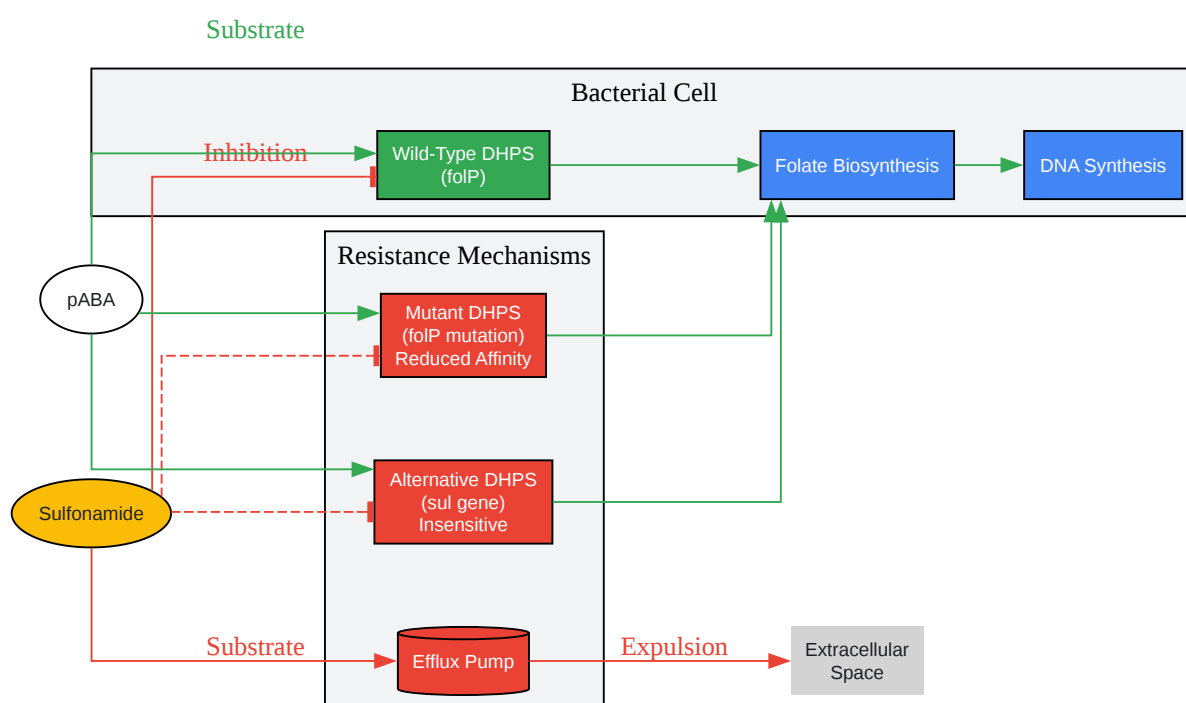 Substrate
Bacterial Cell
Inhibition
Wild-Type DHPS
(folP)
Folate Biosynthesis
DNA Synthesis
Resistance Mechanisms
pABA
Mutant DHPS
(folP mutation)
Reduced Affinity
Alternative DHPS
(sul gene)
Insensitive
Sulfonamide
Substrate
Efflux Pump
Expulsion
Extracellular
Space